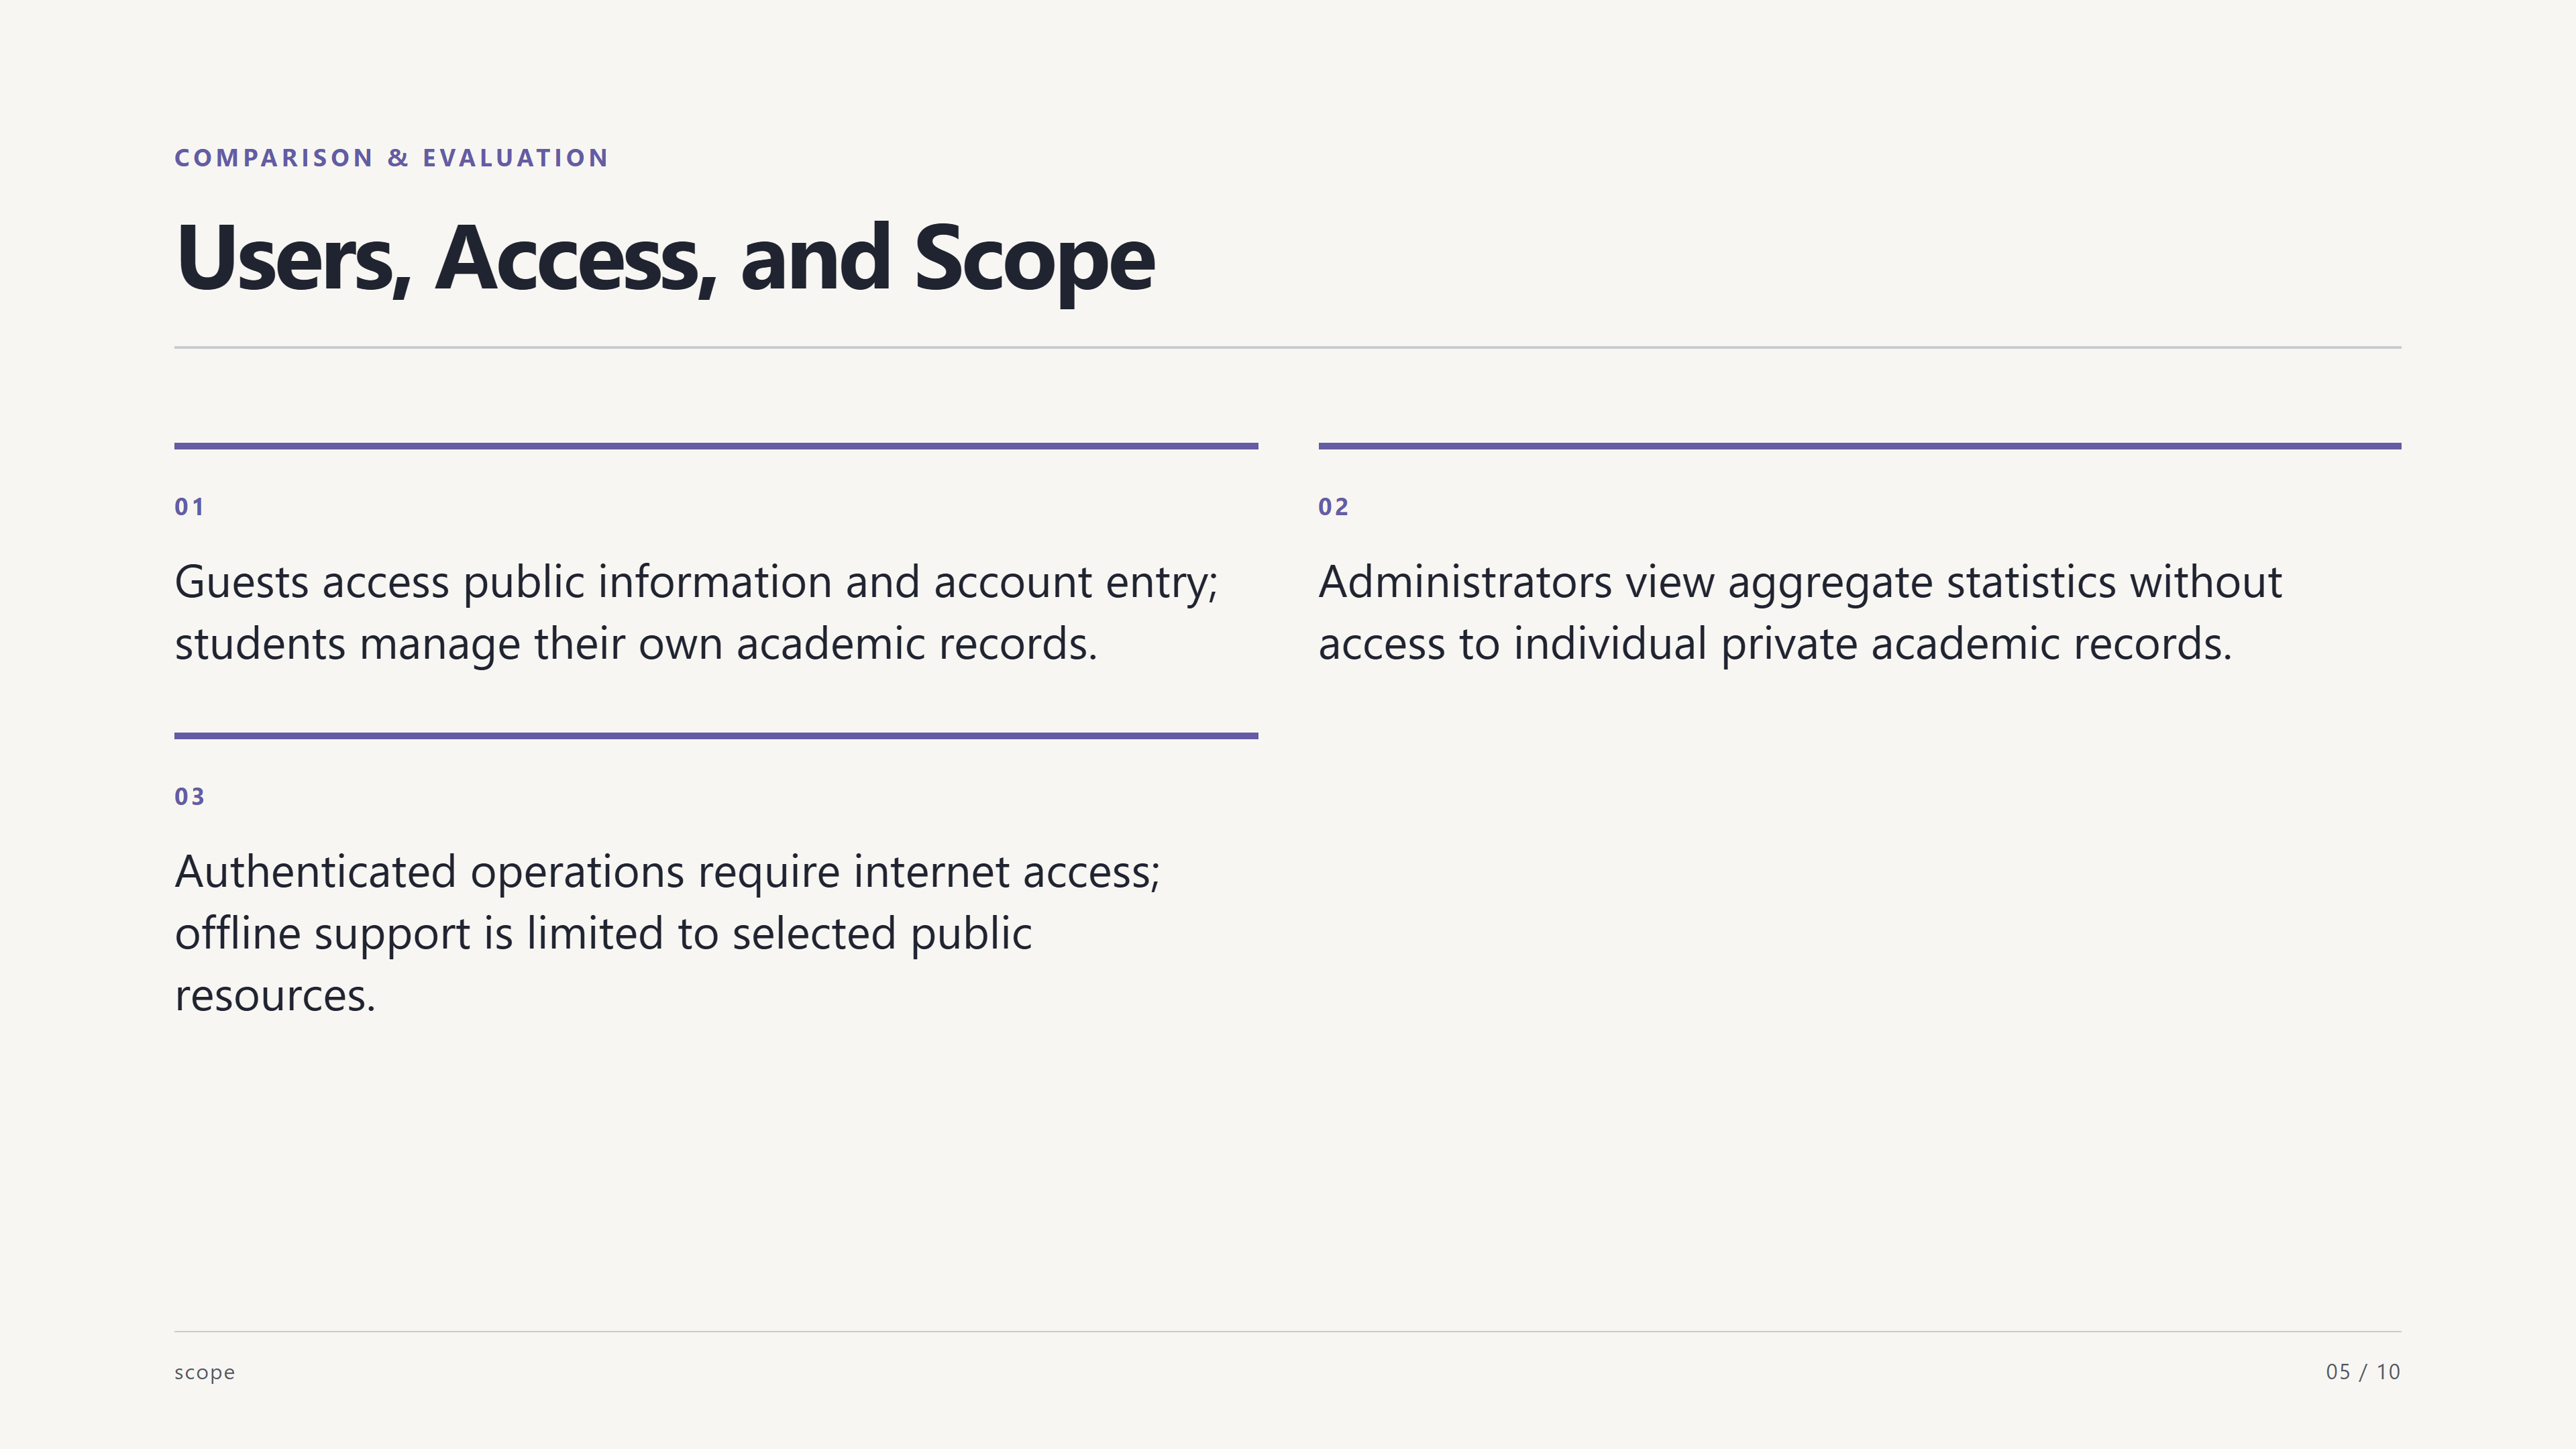 COMPARISON & EVALUATION
Users, Access, and Scope
01
Guests access public information and account entry;
students manage their own academic records.
02
Administrators view aggregate statistics without
access to individual private academic records.
03
Authenticated operations require internet access;
offline support is limited to selected public
resources.
scope
05 / 10